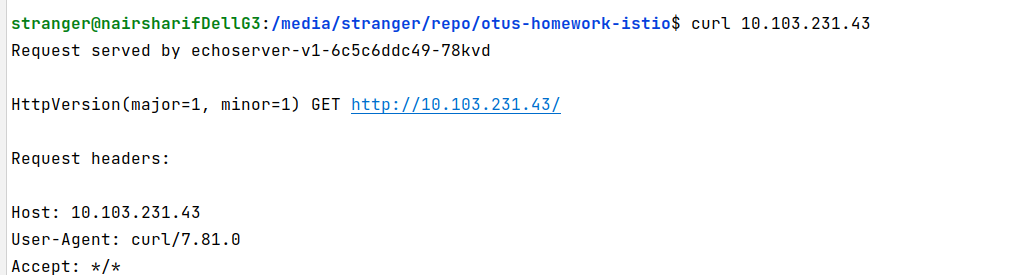 stranger@nairsharifDellG3:/media/stranger/repo/otus-homework-istio$ curl 10.103.231.43
Request served by echoserver-v1-6c5c6ddc49-78kvd
HttpVersion(major=1, minor=1) GET http://10.103.231.43/
Request headers:
Host: 10.103.231.43
User-Agent: curl/7.81.0
Accept: */*